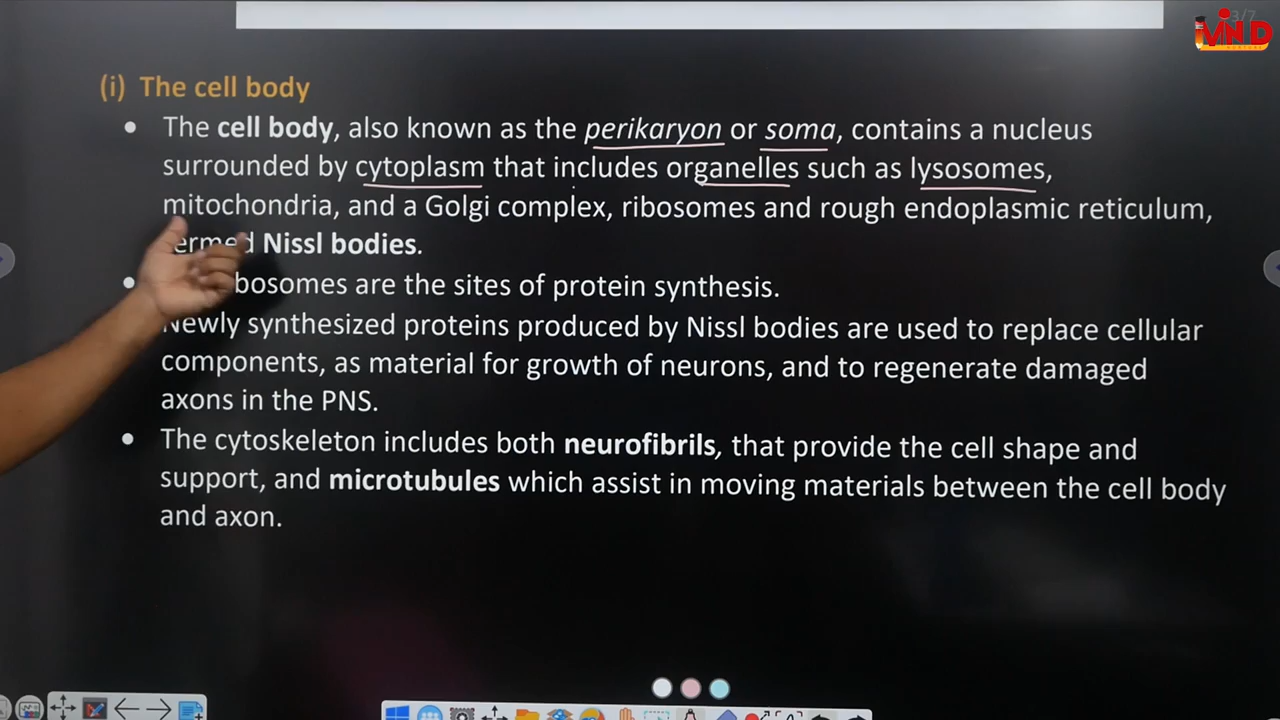 3/7
MIND
(i) The cell body
• The cell body, also known as the perikaryon or soma, contains a nucleus
surrounded by cytoplasm that includes organelles such as lysosomes,
mitochondria, and a Golgi complex, ribosomes and rough endoplasmic reticulum,
Nissl bodies.
• are the sites of protein synthesis.
Newly synthesized proteins produced by Nissl bodies are used to replace cellular
components, as material for growth of neurons, and to regenerate damaged
axons in the PNS.
• The cytoskeleton includes both neurofibrils, that provide the cell shape and
support, and microtubules which assist in moving materials between the cell body
and axon.